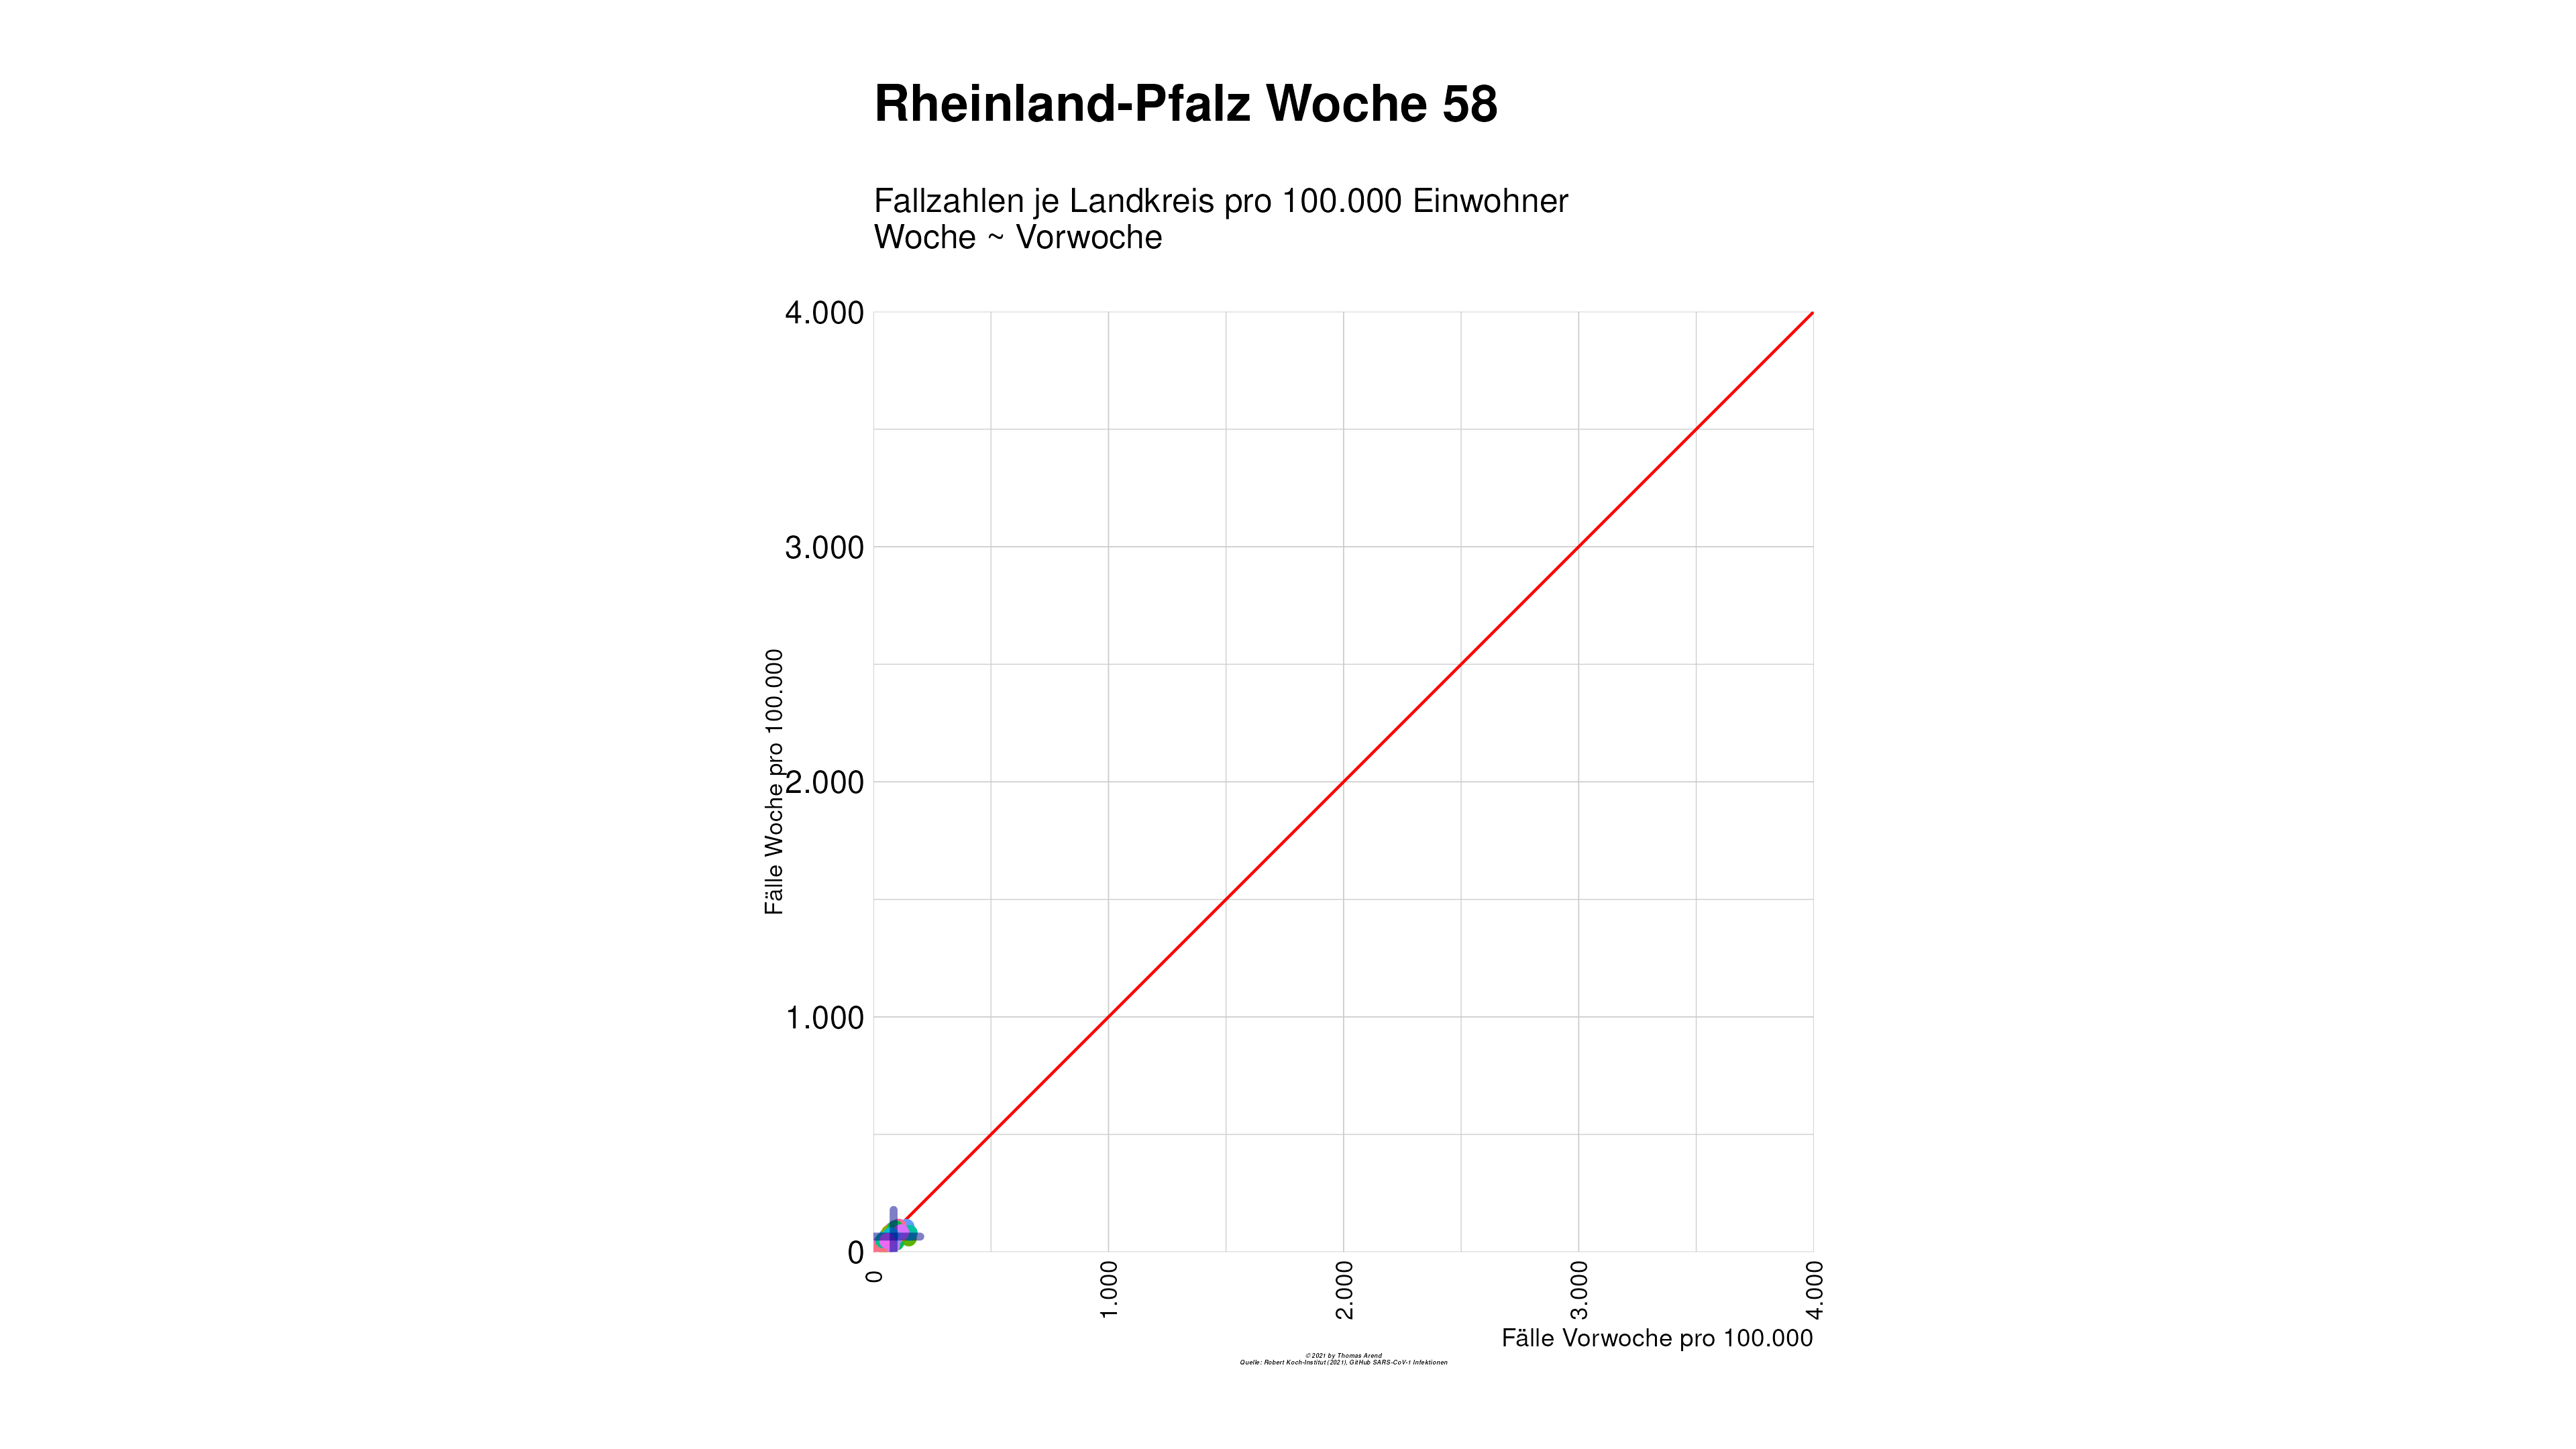 Rheinland-Pfalz Woche 58
Fallzahlen je Landkreis pro 100.000 Einwohner
Woche ~ Vorwoche
4.000
3.000
2.000
1.000
0
Fälle Woche pro 100.000
0
1.000
2.000
3.000
4.000
Fälle Vorwoche pro 100.000
© 2021 by Thomas Arend
Quelle: Robert Koch-Institut (2021), GitHub SARS-CoV-1 Infektionen